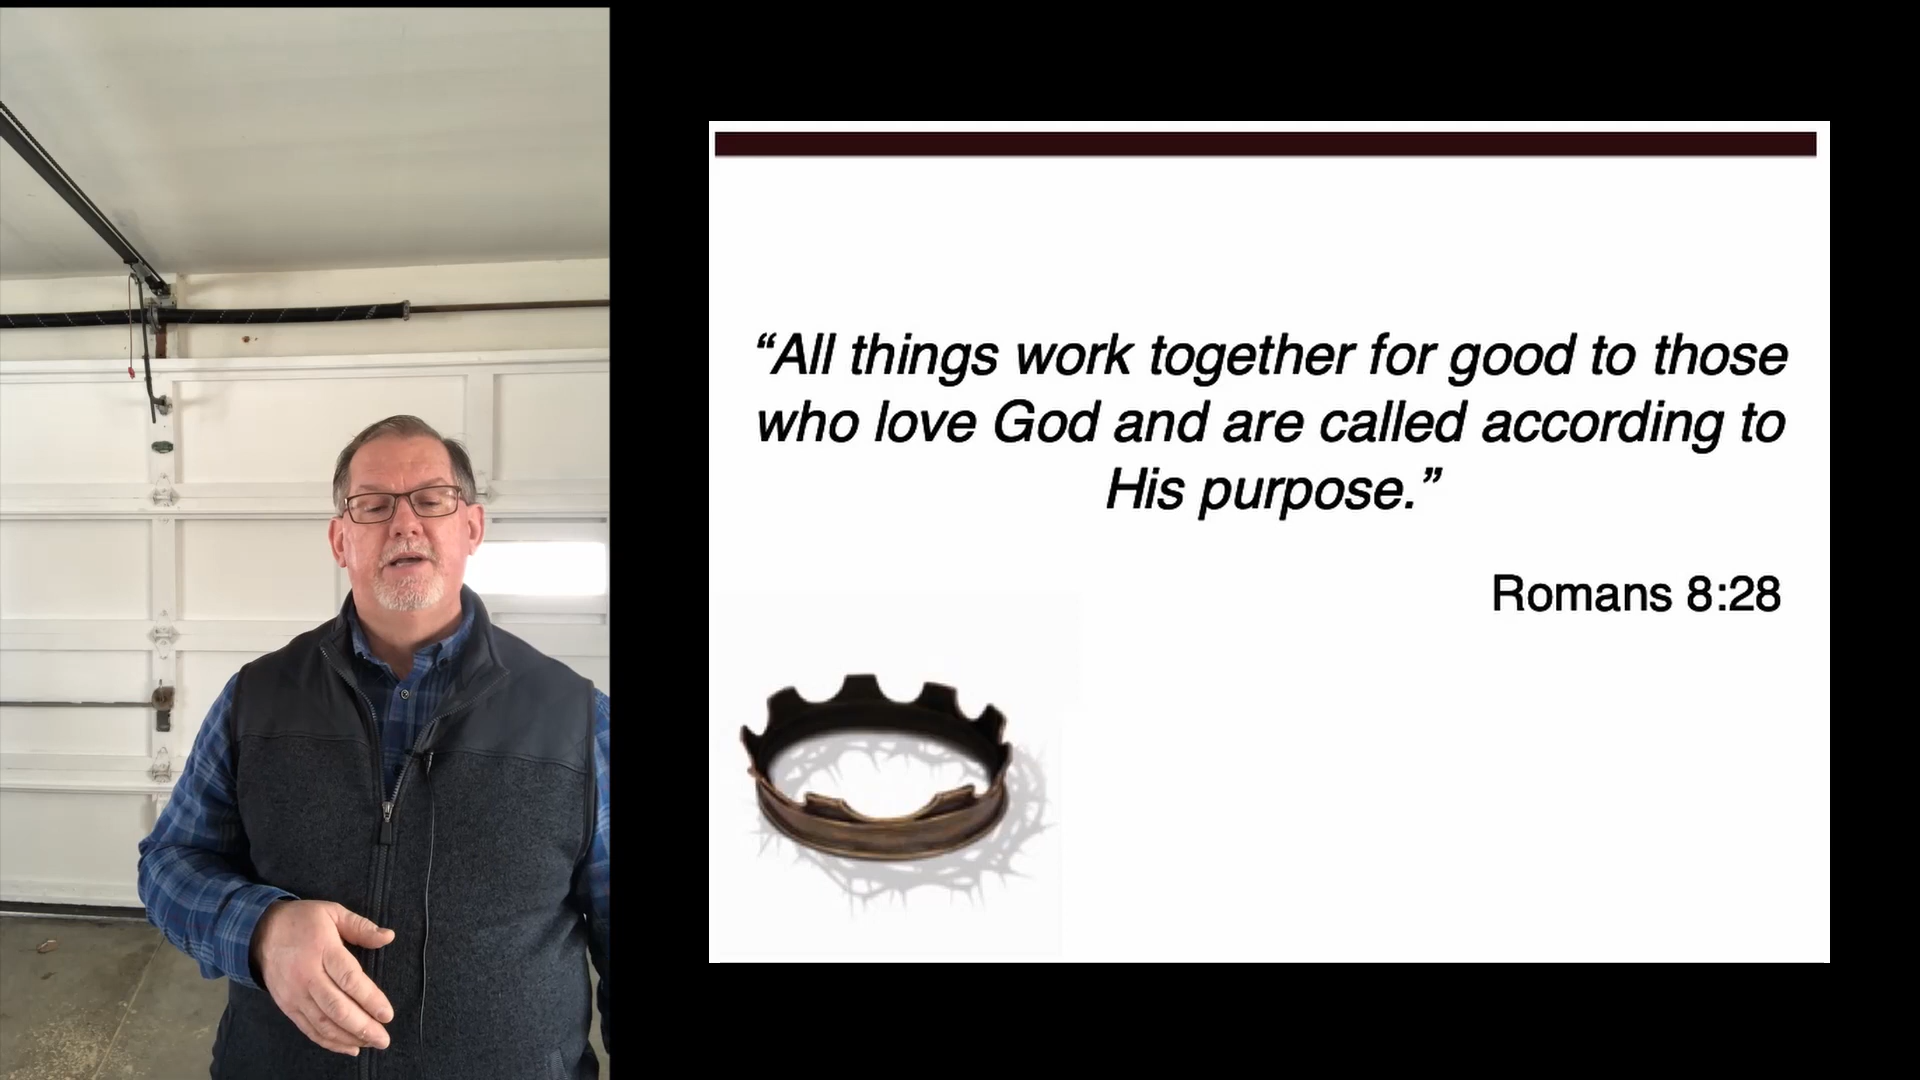 “All things work together for good to those
who love God and are called according to
His purpose.”
Romans 8:28